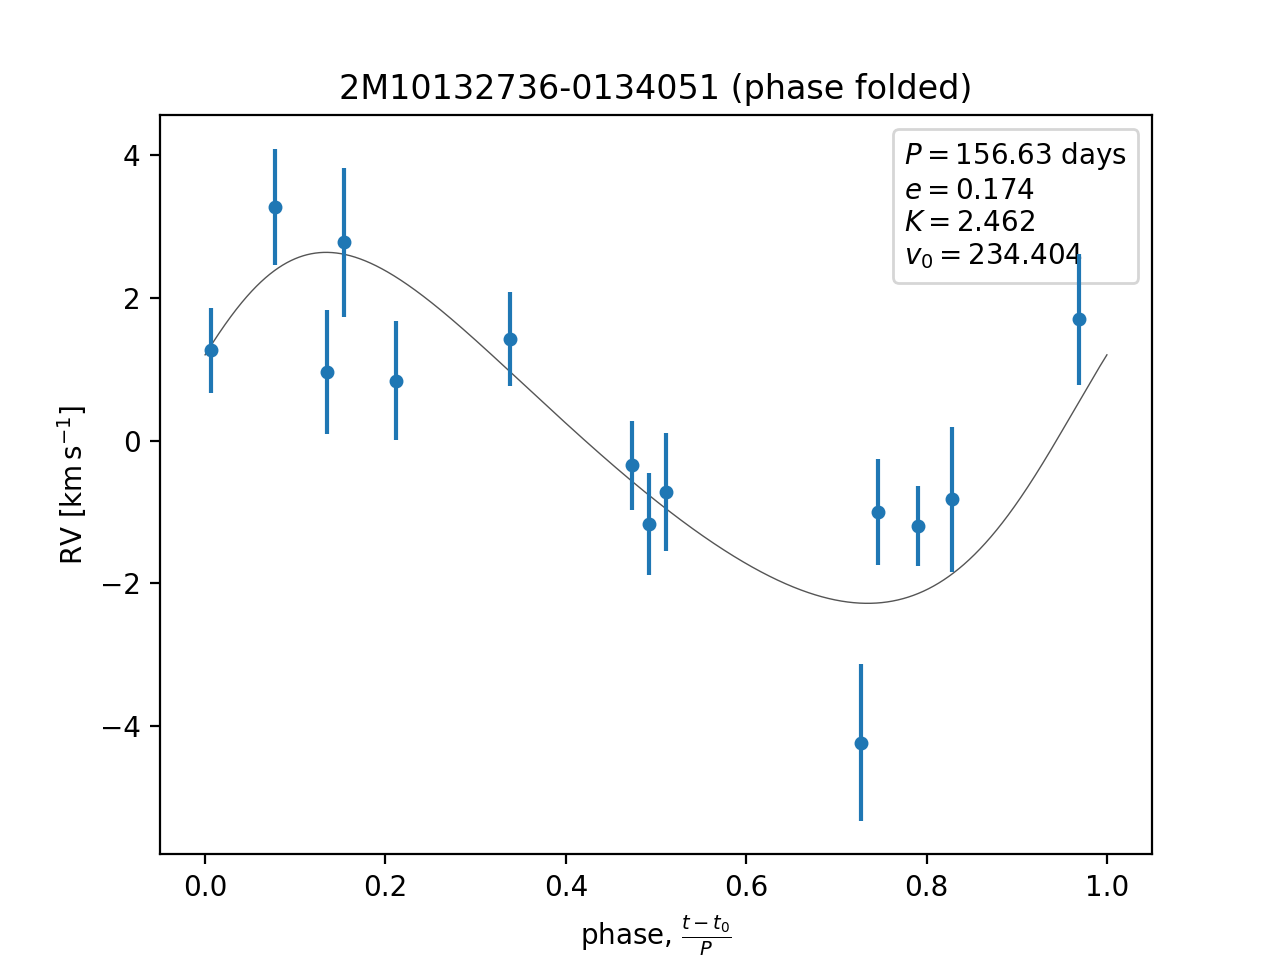 2M10132736-0134051 (phase folded)
P = 156.63 days
e = 0.174
K = 2.462
v₀ = 234.404
RV [km s⁻¹]
4
2
0
−2
−4
0.0 0.2 0.4 0.6 0.8 1.0
phase, (t − t₀)/P